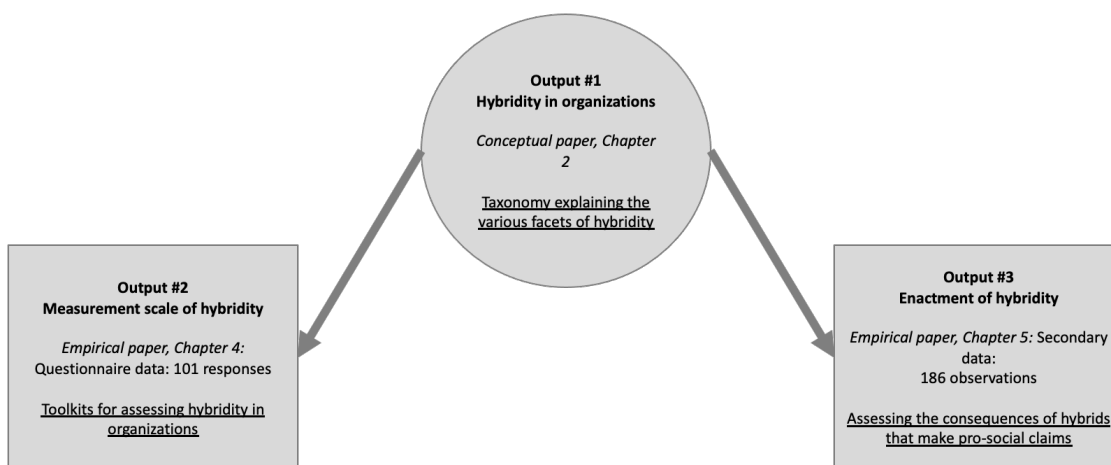 Output #1
Hybridity in organizations
Conceptual paper, Chapter
2
Taxonomy explaining the
various facets of hybridity
Output #2
Measurement scale of hybridity
Empirical paper, Chapter 4:
Questionnaire data: 101 responses
Toolkits for assessing hybridity in
organizations
Output #3
Enactment of hybridity
Empirical paper, Chapter 5: Secondary
data:
186 observations
Assessing the consequences of hybrids
that make pro-social claims